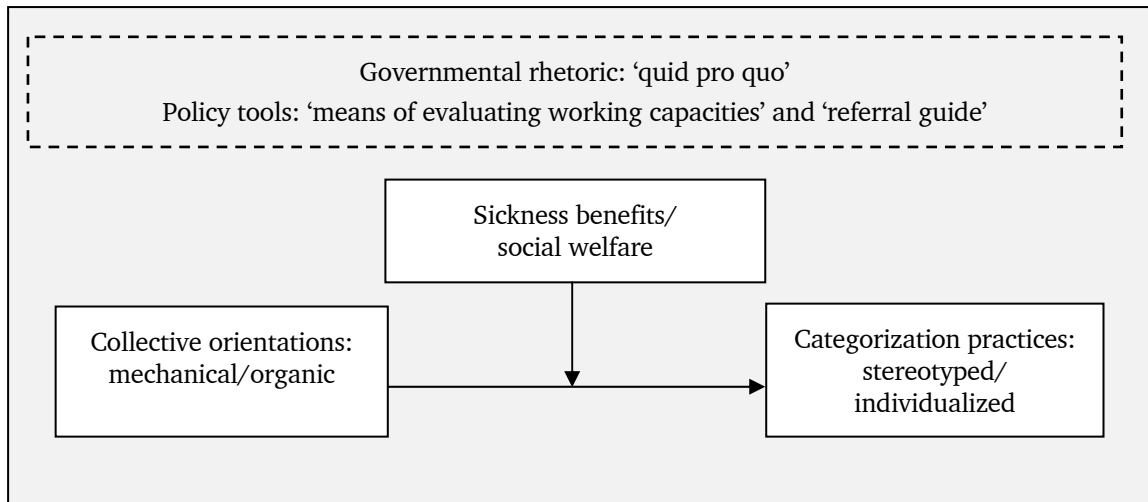 Governmental rhetoric: ‘quid pro quo’
Policy tools: ‘means of evaluating working capacities’ and ‘referral guide’
Sickness benefits/
social welfare
Collective orientations:
mechanical/organic
Categorization practices:
stereotyped/
individualized